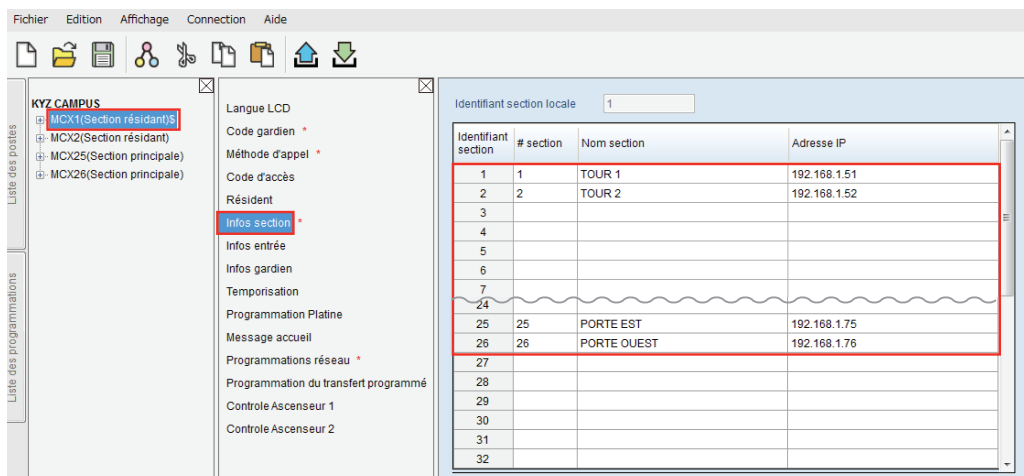 Fichier Edition Affichage Connection Aide
Liste des postes
Liste des programmations
KYZ CAMPUS
MCX1(Section résidant)$
MCX2(Section résidant)
MCX25(Section principale)
MCX26(Section principale)
Langue LCD
Code gardien *
Méthode d'appel *
Code d'accès
Résident
Infos section *
Infos entrée
Infos gardien
Temporisation
Programmation Platine
Message accueil
Programmations réseau *
Programmation du transfert programmé
Controle Ascenseur 1
Controle Ascenseur 2
Identifiant section locale 1
Identifiant section # section Nom section Adresse IP
1 1 TOUR 1 192.168.1.51
2 2 TOUR 2 192.168.1.52
3
4
5
6
7
24
25 25 PORTE EST 192.168.1.75
26 26 PORTE OUEST 192.168.1.76
27
28
29
30
31
32